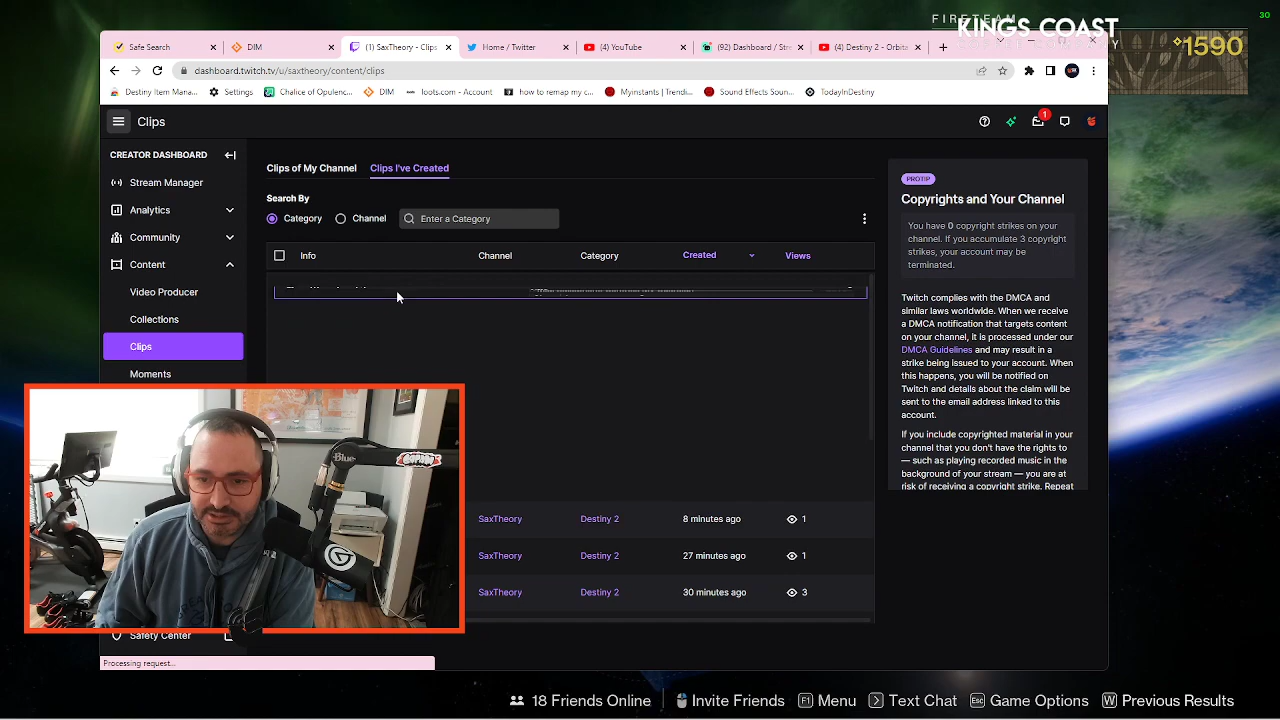 FIRETEAM
KINGS COAST
1590
30
Safe Search
DIM
(1) SaxTheory - Clips
(4) Home / Twitter
(4) YouTube
(92) Dashboard / Stre
(4) Destiny 2 - Orbita
dashboard.twitch.tv/u/saxtheory/content/clips
Destiny Item Mana...
Settings
Chalice of Opulenc...
DIM
loots.com - Account
how to remap my c...
Myinstants | Trendi...
Sound Effects Soun...
TodayInDestiny
Clips
1
CREATOR DASHBOARD
Stream Manager
Analytics
Community
Content
Video Producer
Collections
Clips
Moments
Safety Center
Clips of My Channel
Clips I've Created
Search By
Category
Channel
Enter a Category
Info
Channel
Category
Created
Views
SaxTheory
Destiny 2
8 minutes ago
1
SaxTheory
Destiny 2
27 minutes ago
1
SaxTheory
Destiny 2
30 minutes ago
3
PROTIP
Copyrights and Your Channel
You have 0 copyright strikes on your
channel. If you accumulate 3 copyright
strikes, your account may be
terminated.
Twitch complies with the DMCA and
similar laws worldwide. When we receive
a DMCA notification that targets content
on your channel, it is processed under our
DMCA Guidelines and may result in a
strike being issued to your account. When
this happens, you will be notified on
Twitch and details about the claim will be
sent to the email address linked to this
account.
If you include copyrighted material in your
channel that you don't have the rights to
— such as playing recorded music in the
background of your stream — you are at
risk of receiving a copyright strike. Repeat
Blue
Processing request...
18 Friends Online
Invite Friends
F1 Menu
Text Chat
Esc Game Options
W Previous Results